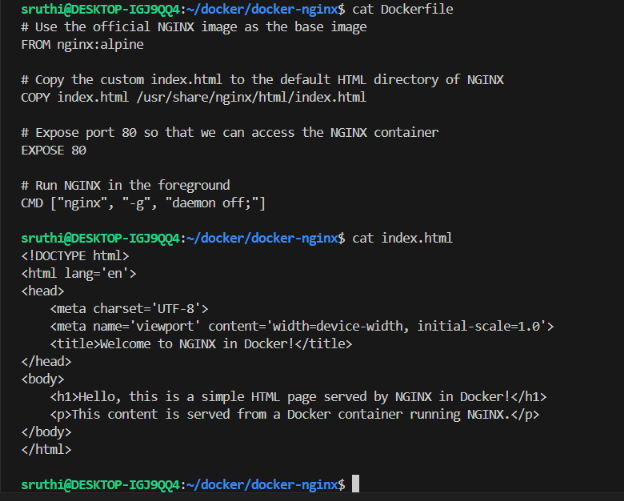 sruthi@DESKTOP-IGJ9QQ4:~/docker/docker-nginx$ cat Dockerfile
# Use the official NGINX image as the base image
FROM nginx:alpine

# Copy the custom index.html to the default HTML directory of NGINX
COPY index.html /usr/share/nginx/html/index.html

# Expose port 80 so that we can access the NGINX container
EXPOSE 80

# Run NGINX in the foreground
CMD ["nginx", "-g", "daemon off;"]

sruthi@DESKTOP-IGJ9QQ4:~/docker/docker-nginx$ cat index.html
<!DOCTYPE html>
<html lang='en'>
<head>
    <meta charset='UTF-8'>
    <meta name='viewport' content='width=device-width, initial-scale=1.0'>
    <title>Welcome to NGINX in Docker!</title>
</head>
<body>
    <h1>Hello, this is a simple HTML page served by NGINX in Docker!</h1>
    <p>This content is served from a Docker container running NGINX.</p>
</body>
</html>

sruthi@DESKTOP-IGJ9QQ4:~/docker/docker-nginx$